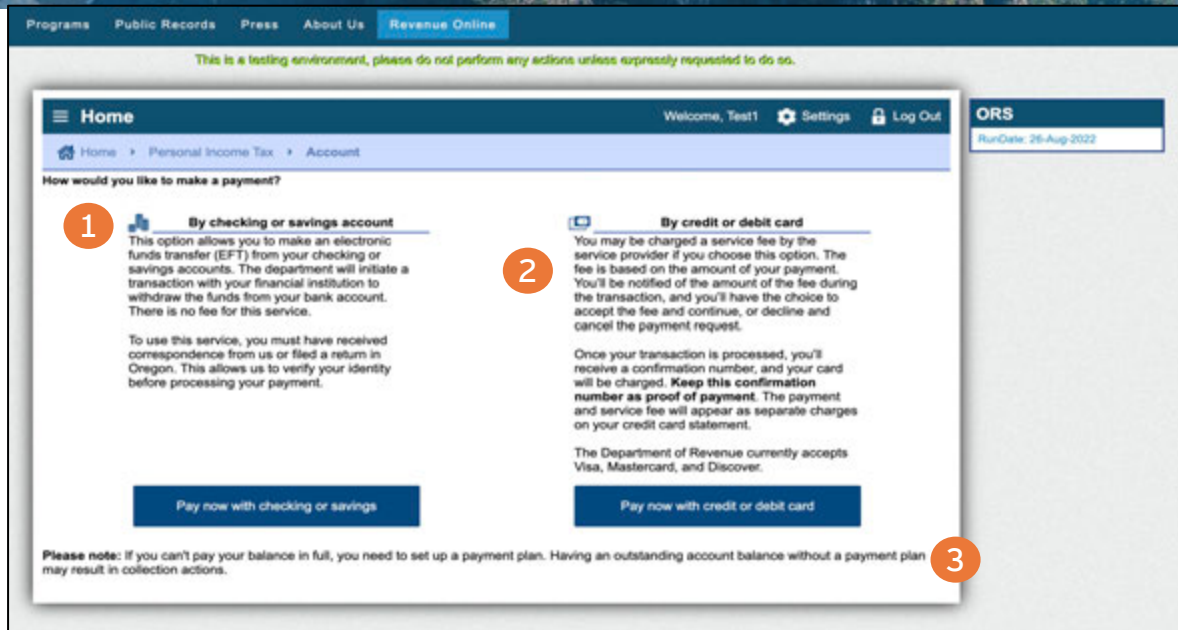 Programs Public Records Press About Us Revenue Online
This is a testing environment, please do not perform any actions unless expressly requested to do so.
Home Welcome, Test1 Settings Log Out
Home Personal Income Tax Account
ORS
RunDate: 26-Aug-2022
How would you like to make a payment?
1
By checking or savings account
This option allows you to make an electronic
funds transfer (EFT) from your checking or
savings accounts. The department will initiate a
transaction with your financial institution to
withdraw the funds from your bank account.
There is no fee for this service.
To use this service, you must have received
correspondence from us or filed a return in
Oregon. This allows us to verify your identity
before processing your payment.
Pay now with checking or savings
2
By credit or debit card
You may be charged a service fee by the
service provider if you choose this option. The
fee is based on the amount of your payment.
You'll be notified of the amount of the fee during
the transaction, and you'll have the choice to
accept the fee and continue, or decline and
cancel the payment request.
Once your transaction is processed, you'll
receive a confirmation number, and your card
will be charged. Keep this confirmation
number as proof of payment. The payment
and service fee will appear as separate charges
on your credit card statement.
The Department of Revenue currently accepts
Visa, Mastercard, and Discover.
Pay now with credit or debit card
Please note: If you can't pay your balance in full, you need to set up a payment plan. Having an outstanding account balance without a payment plan
may result in collection actions.
3